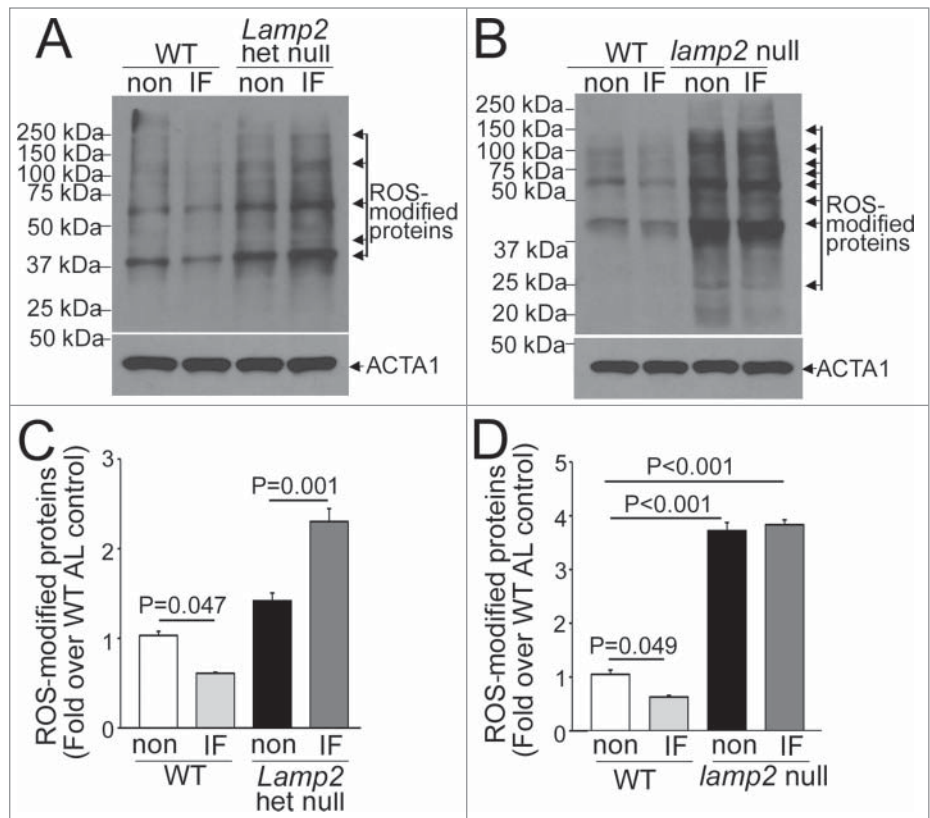 A
WT
Lamp2
het null
non IF non IF
250 kDa
150 kDa
100 kDa
75 kDa
50 kDa
37 kDa
25 kDa
50 kDa
ROS-
modified
proteins
ACTA1
B
WT
lamp2 null
non IF non IF
250 kDa
150 kDa
100 kDa
75 kDa
50 kDa
37 kDa
25 kDa
20 kDa
50 kDa
ROS-
modified
proteins
ACTA1
C
ROS-modified proteins
(Fold over WT AL control)
3
2
1
0
P=0.047
P=0.001
non IF non IF
WT
Lamp2
het null
D
ROS-modified proteins
(Fold over WT AL control)
5
4
3
2
1
0
P<0.001
P<0.001
P=0.049
non IF non IF
WT
lamp2 null